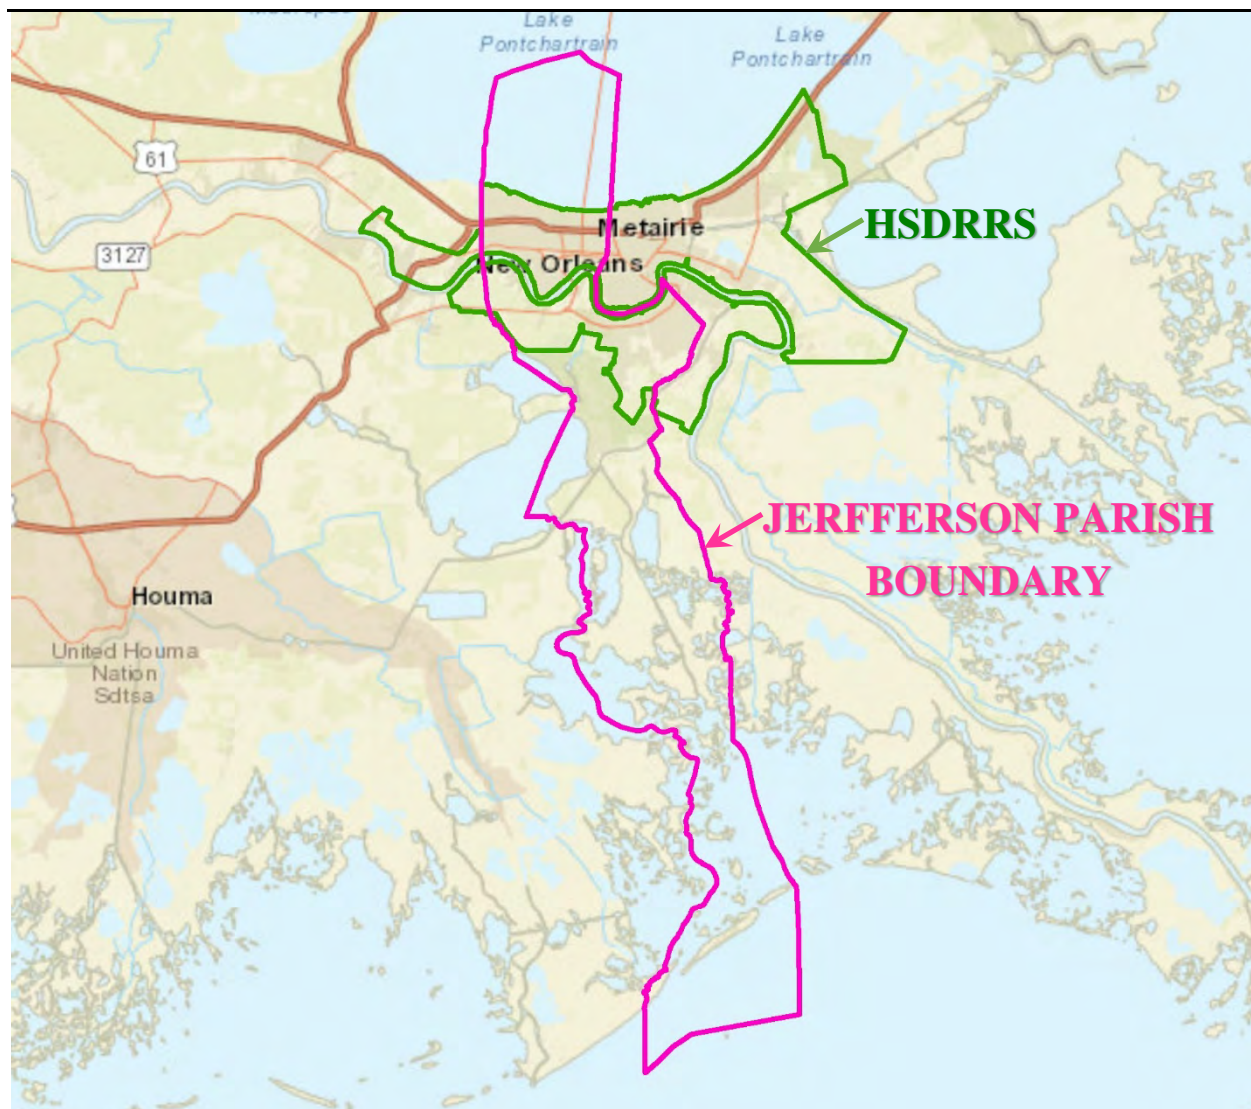 Lake
Pontchartrain
Lake
Pontchartrain
61
Metairie
HSDRRS
3127
New Orleans
JERFFERSON PARISH
BOUNDARY
Houma
United Houma
Nation
Sdtsa